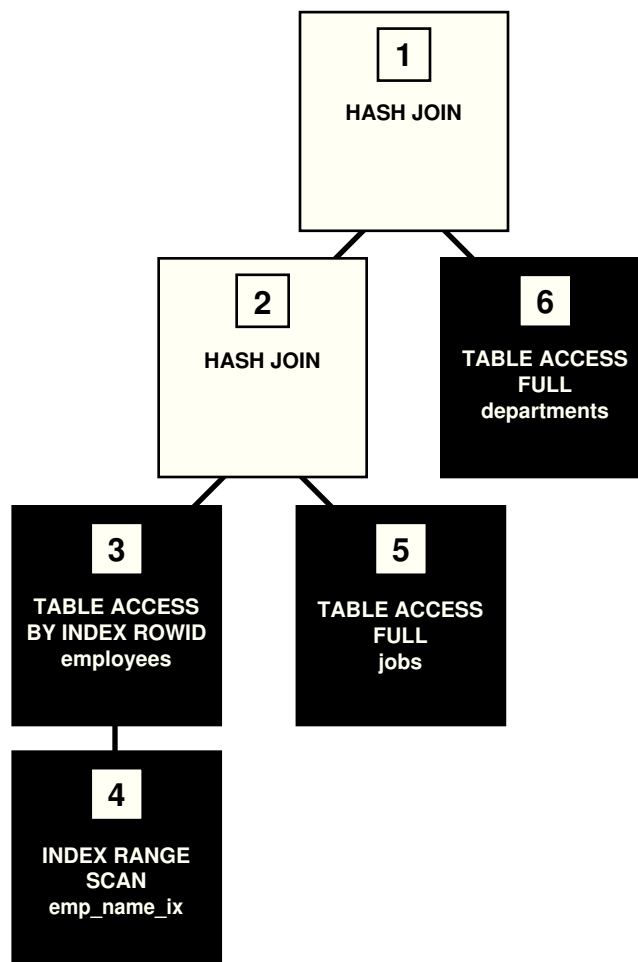 1
HASH JOIN
2
HASH JOIN
6
TABLE ACCESS
FULL
departments
3
TABLE ACCESS
BY INDEX ROWID
employees
5
TABLE ACCESS
FULL
jobs
4
INDEX RANGE
SCAN
emp_name_ix